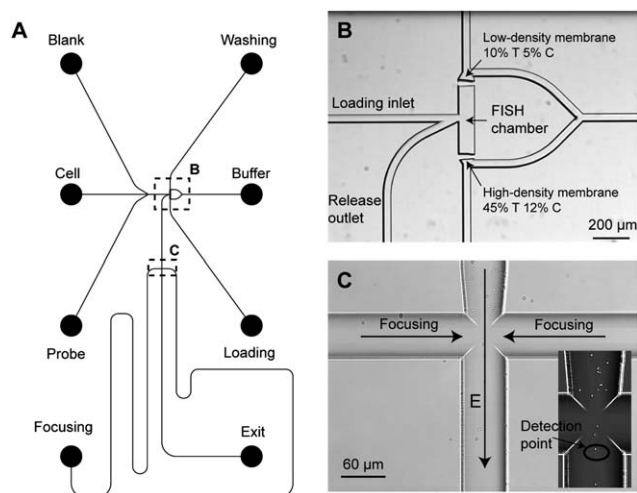 A
Blank
Washing
Cell
B
Buffer
C
Probe
Loading
Focusing
Exit
B
Low-density membrane
10% T 5% C
Loading inlet
FISH
chamber
Release
outlet
High-density membrane
45% T 12% C
200 µm
C
Focusing
Focusing
E
Detection
point
60 µm